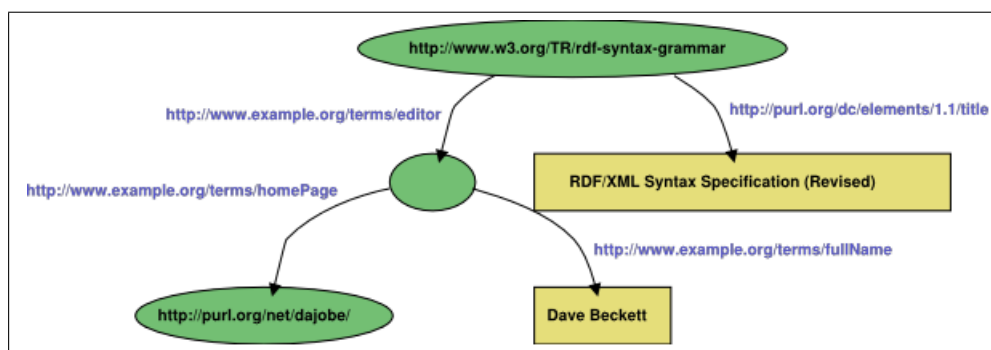 http://www.w3.org/TR/rdf-syntax-grammar
http://www.example.org/terms/editor
http://purl.org/dc/elements/1.1/title
http://www.example.org/terms/homePage
RDF/XML Syntax Specification (Revised)
http://www.example.org/terms/fullName
http://purl.org/net/dajobe/
Dave Beckett